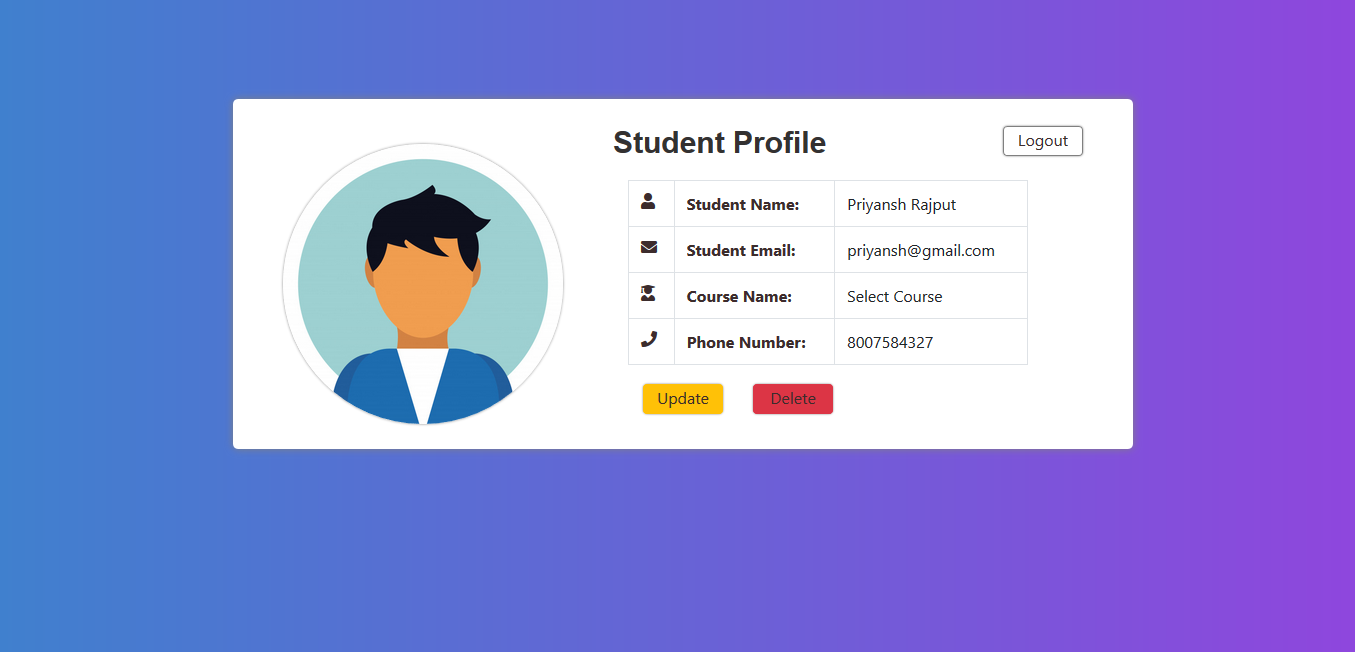 Student Profile
Logout
Student Name: Priyansh Rajput
Student Email: priyansh@gmail.com
Course Name: Select Course
Phone Number: 8007584327
Update Delete